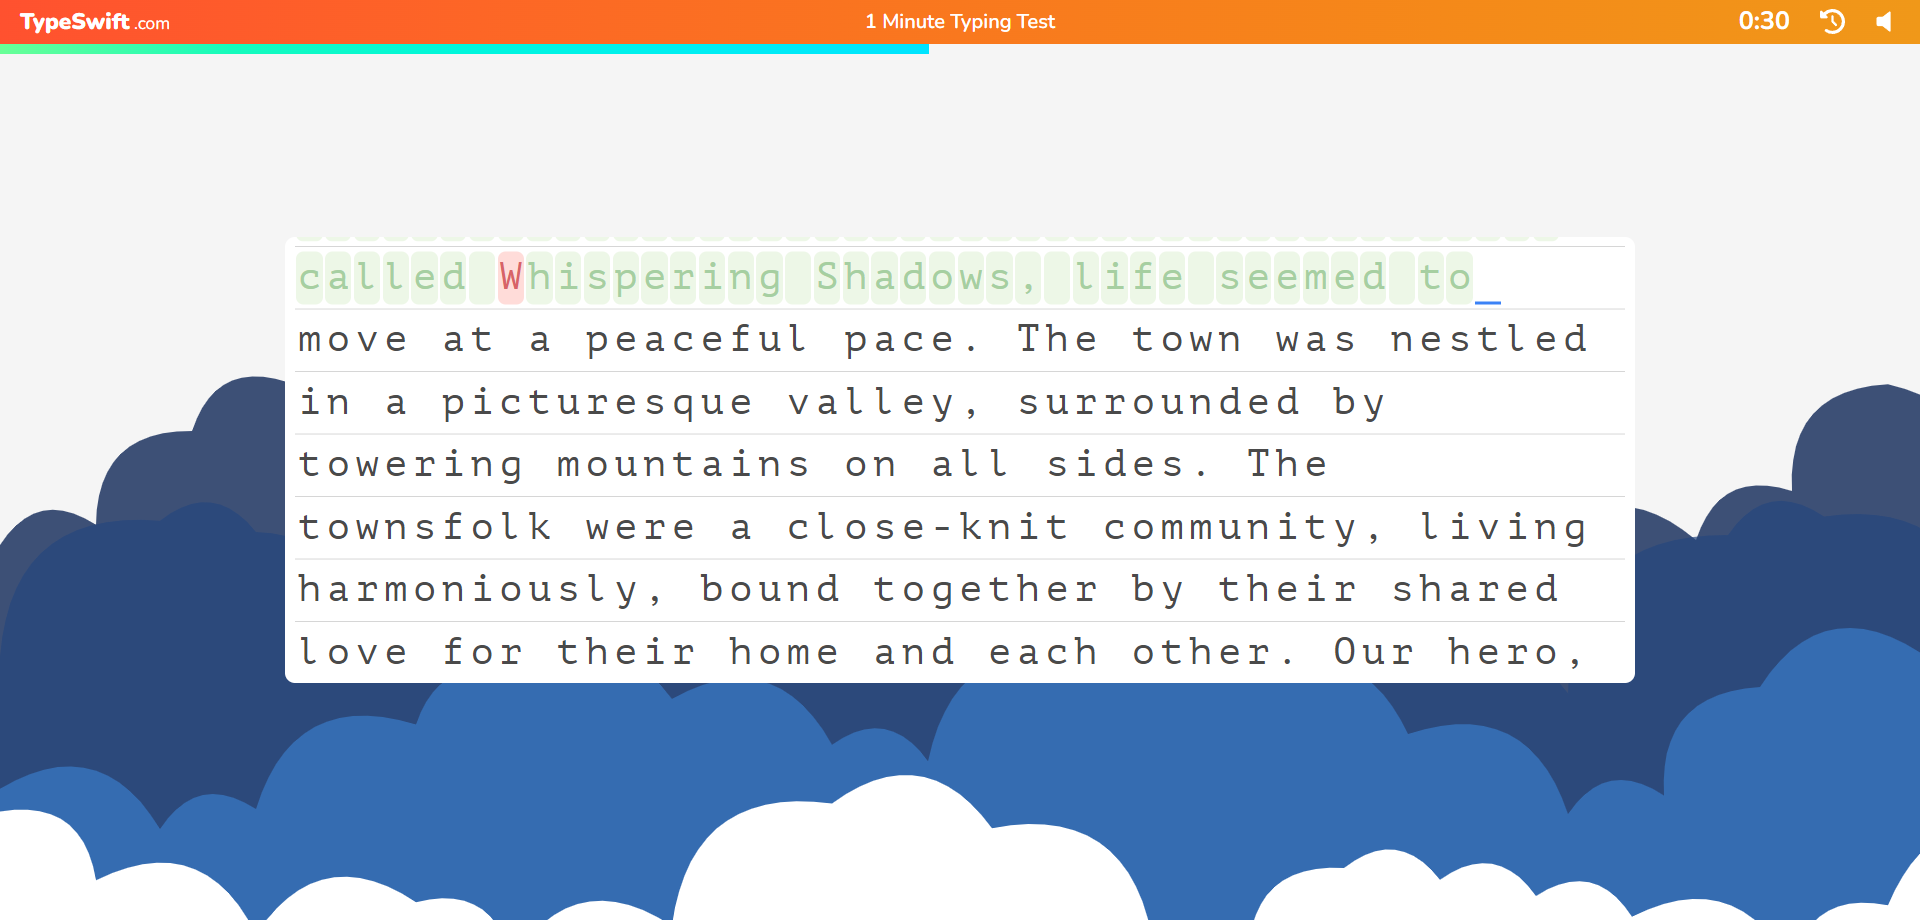 TypeSwift.com
1 Minute Typing Test
0:30
called Whispering Shadows, life seemed to
move at a peaceful pace. The town was nestled
in a picturesque valley, surrounded by
towering mountains on all sides. The
townsfolk were a close-knit community, living
harmoniously, bound together by their shared
love for their home and each other. Our hero,